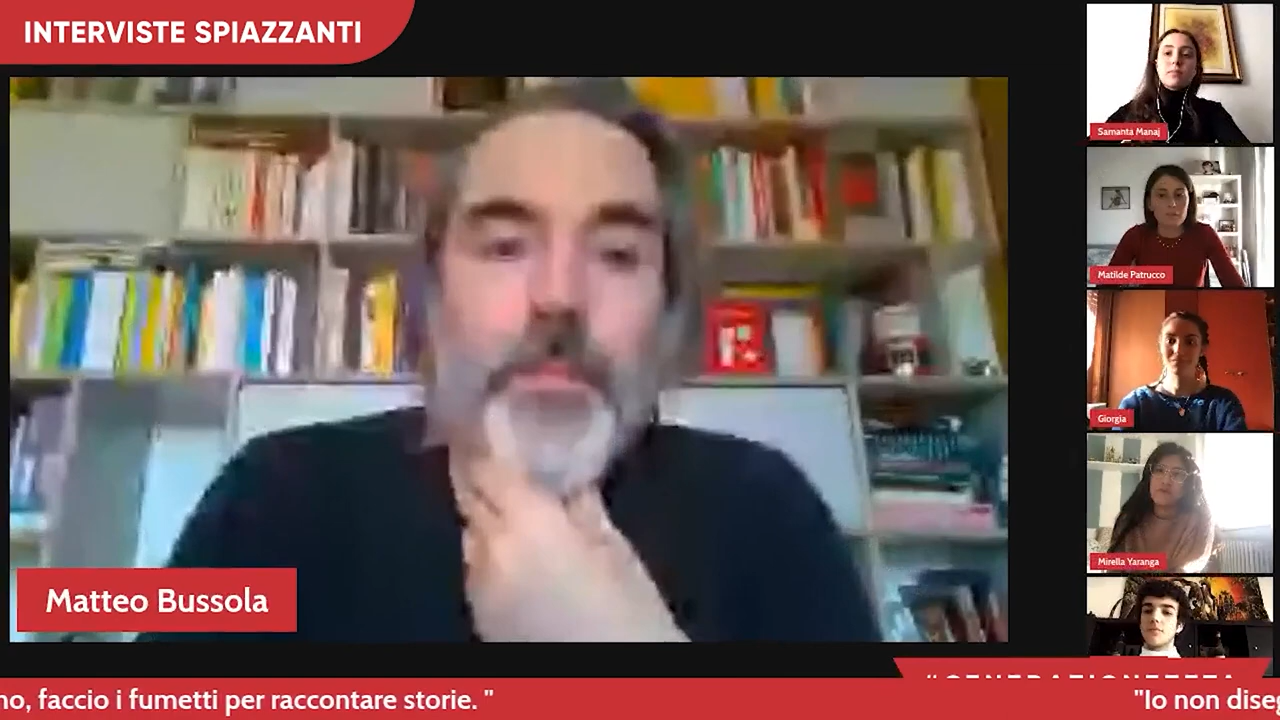 INTERVISTE SPIAZZANTI
Samanta Manaj
Matilde Patrucco
Giorgia
Mirella Yaranga
Matteo Bussola
no, faccio i fumetti per raccontare storie. "
"Io non diseg